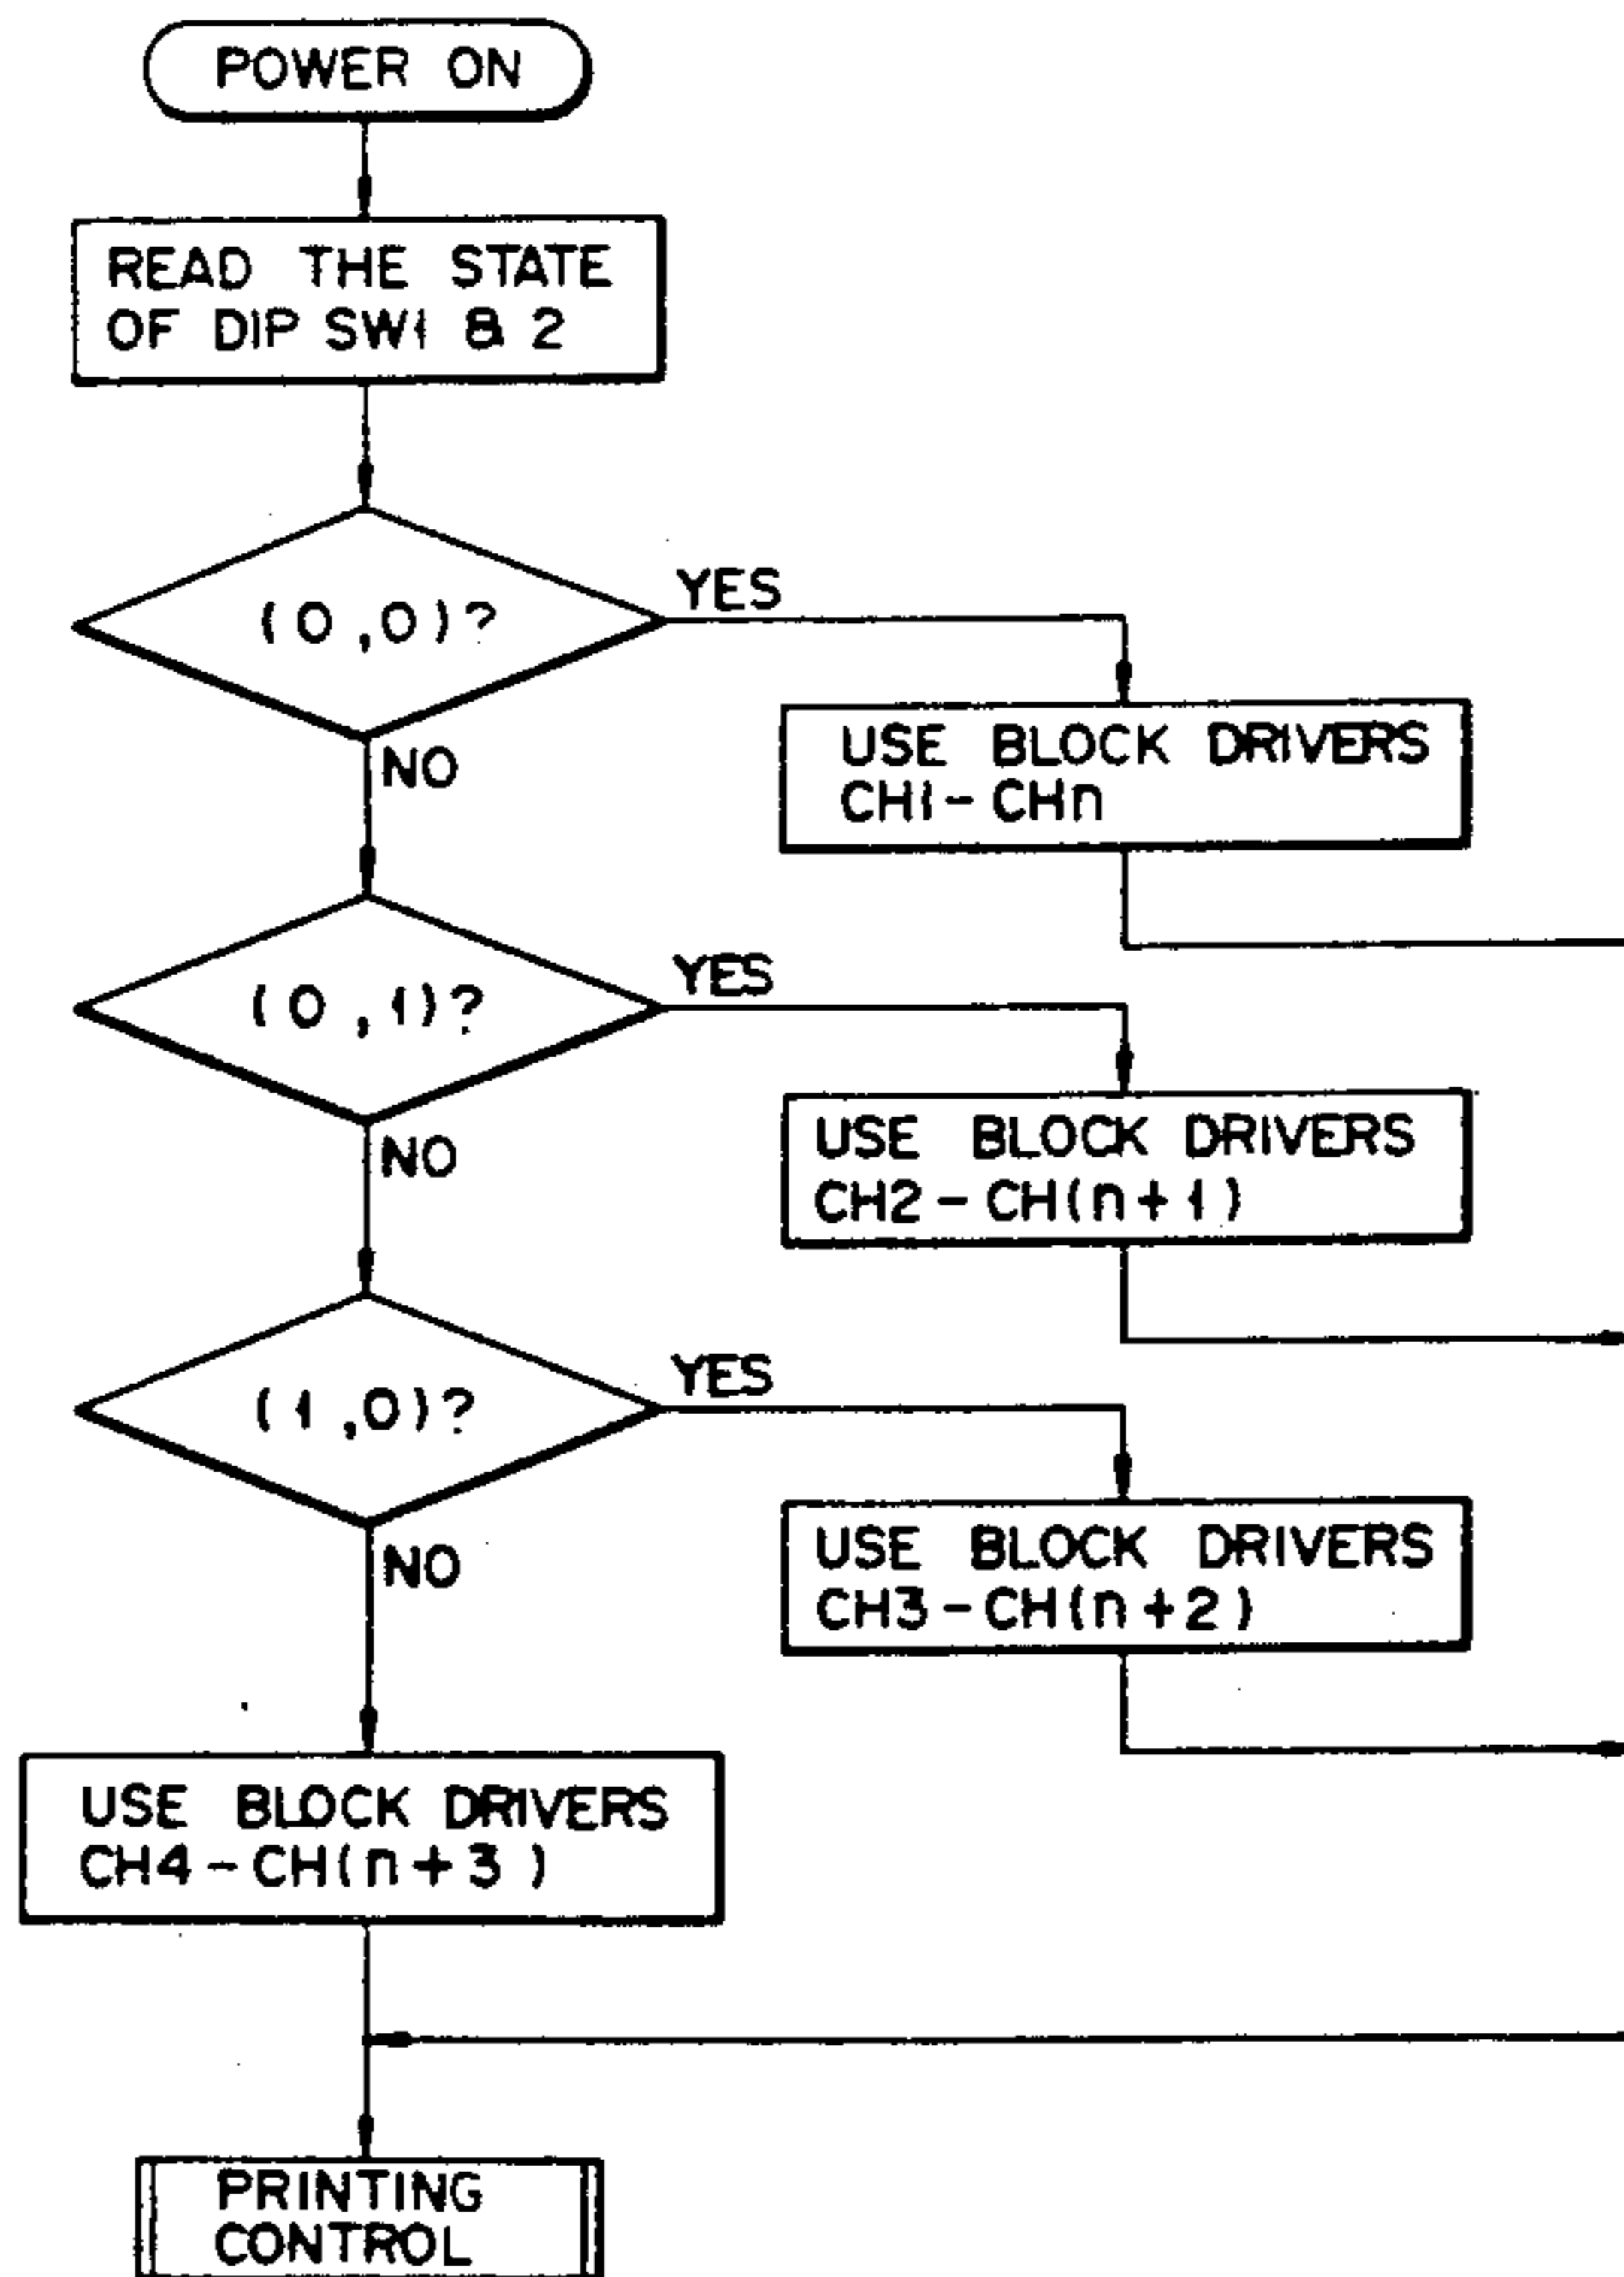 POWER ON
READ THE STATE
OF DIP SW1 & 2
(0,0)?
YES
NO
USE BLOCK DRIVERS
CH1-CHn
(0,1)?
YES
NO
USE BLOCK DRIVERS
CH2-CH(n+1)
(1,0)?
YES
NO
USE BLOCK DRIVERS
CH3-CH(n+2)
USE BLOCK DRIVERS
CH4-CH(n+3)
PRINTING
CONTROL